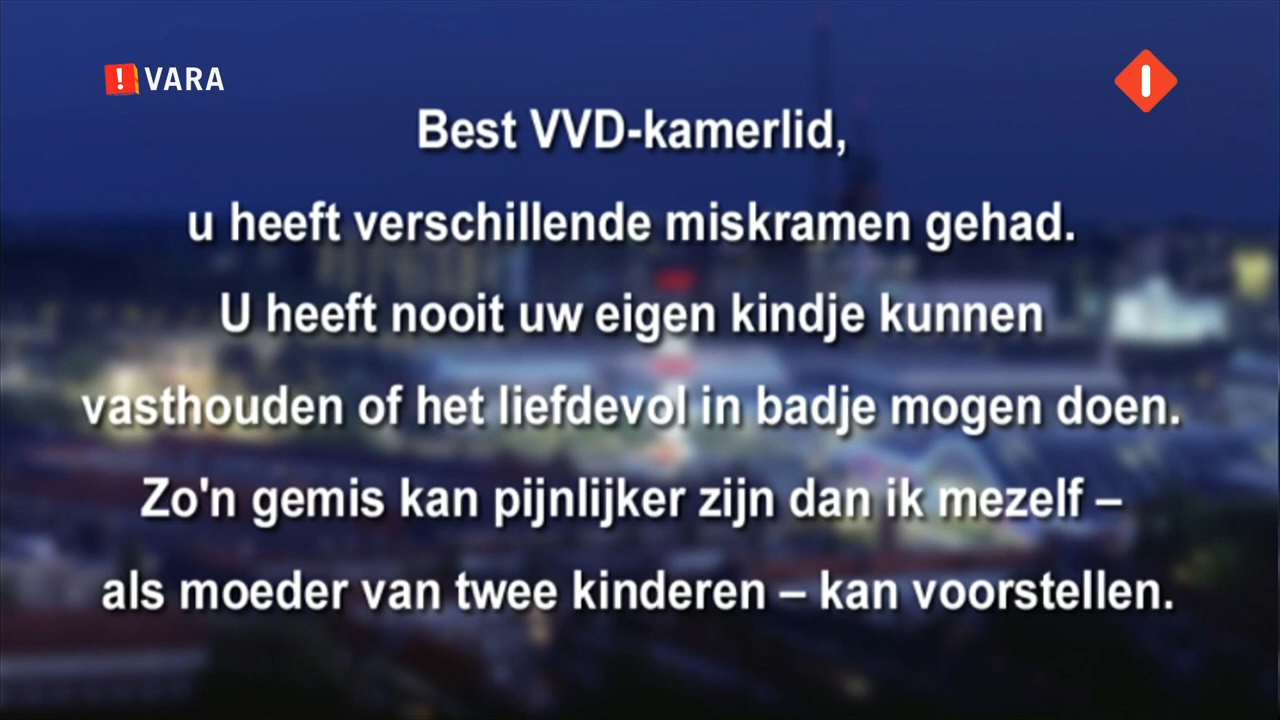 ! VARA
Best VVD-kamerlid,
u heeft verschillende miskramen gehad.
U heeft nooit uw eigen kindje kunnen
vasthouden of het liefdevol in badje mogen doen.
Zo'n gemis kan pijnlijker zijn dan ik mezelf –
als moeder van twee kinderen – kan voorstellen.